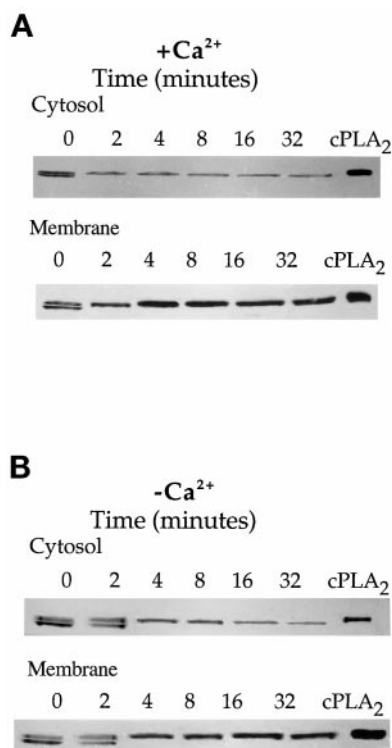 A
+Ca²⁺
Time (minutes)
Cytosol
0 2 4 8 16 32 cPLA₂
Membrane
0 2 4 8 16 32 cPLA₂
B
-Ca²⁺
Time (minutes)
Cytosol
0 2 4 8 16 32 cPLA₂
Membrane
0 2 4 8 16 32 cPLA₂